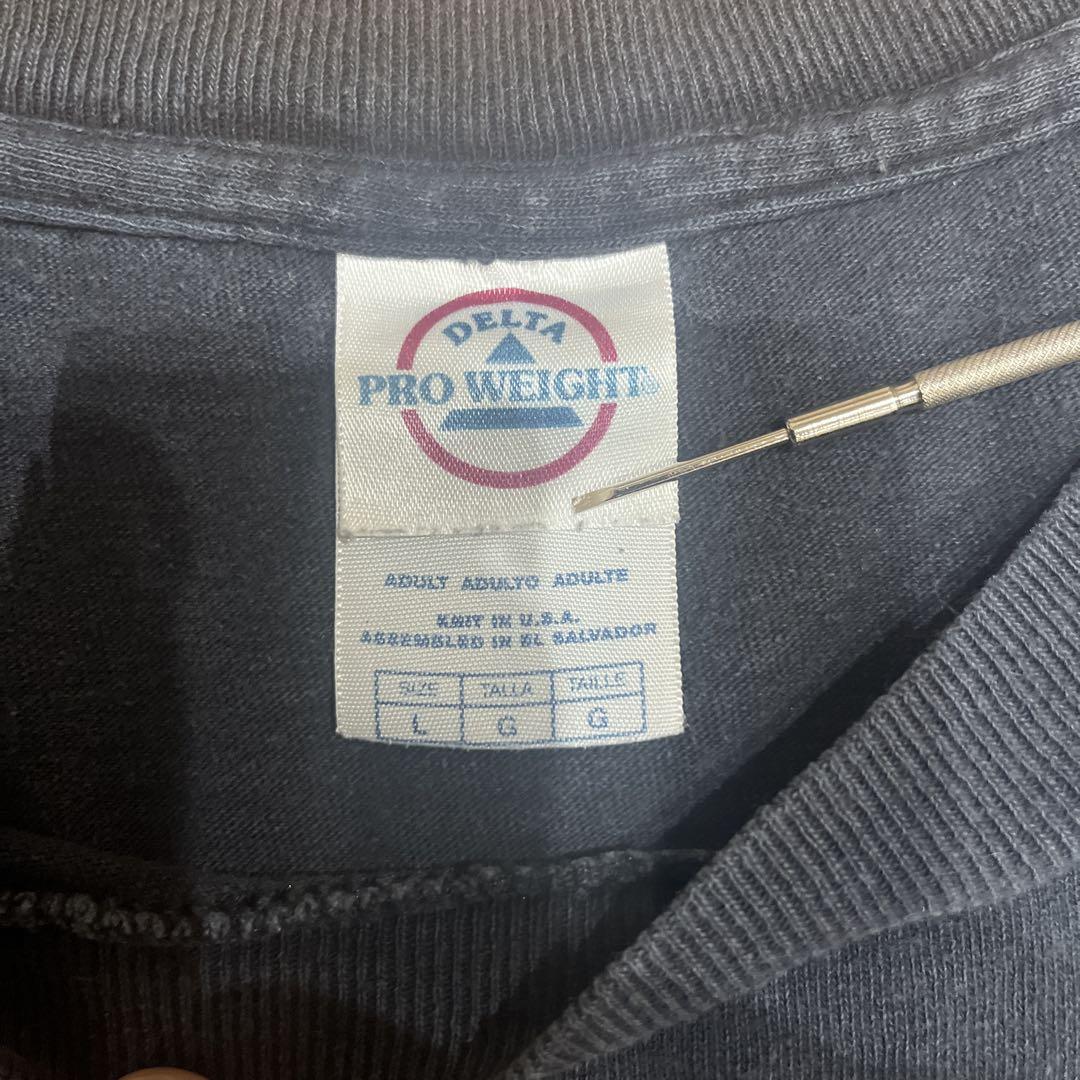 DELTA
PRO WEIGHT®
ADULT ADULTO ADULTE
KNIT IN U.S.A.
ASSEMBLED IN EL SALVADOR
SIZE TALLA TAILLE
L G G